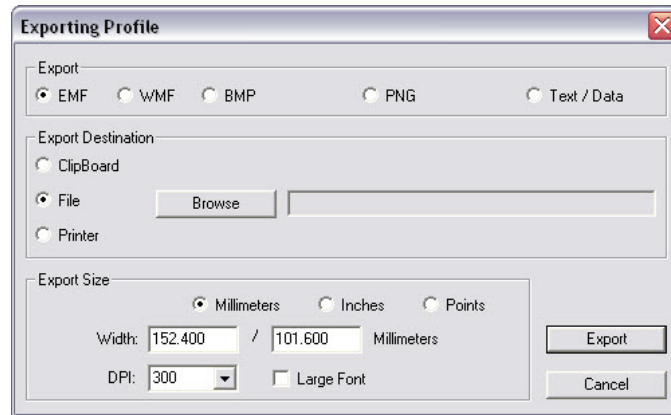 Exporting Profile
Export
EMF WMF BMP PNG Text / Data
Export Destination
ClipBoard
File Browse
Printer
Export Size
Millimeters Inches Points
Width: 152.400 / 101.600 Millimeters
DPI: 300 Large Font
Export
Cancel